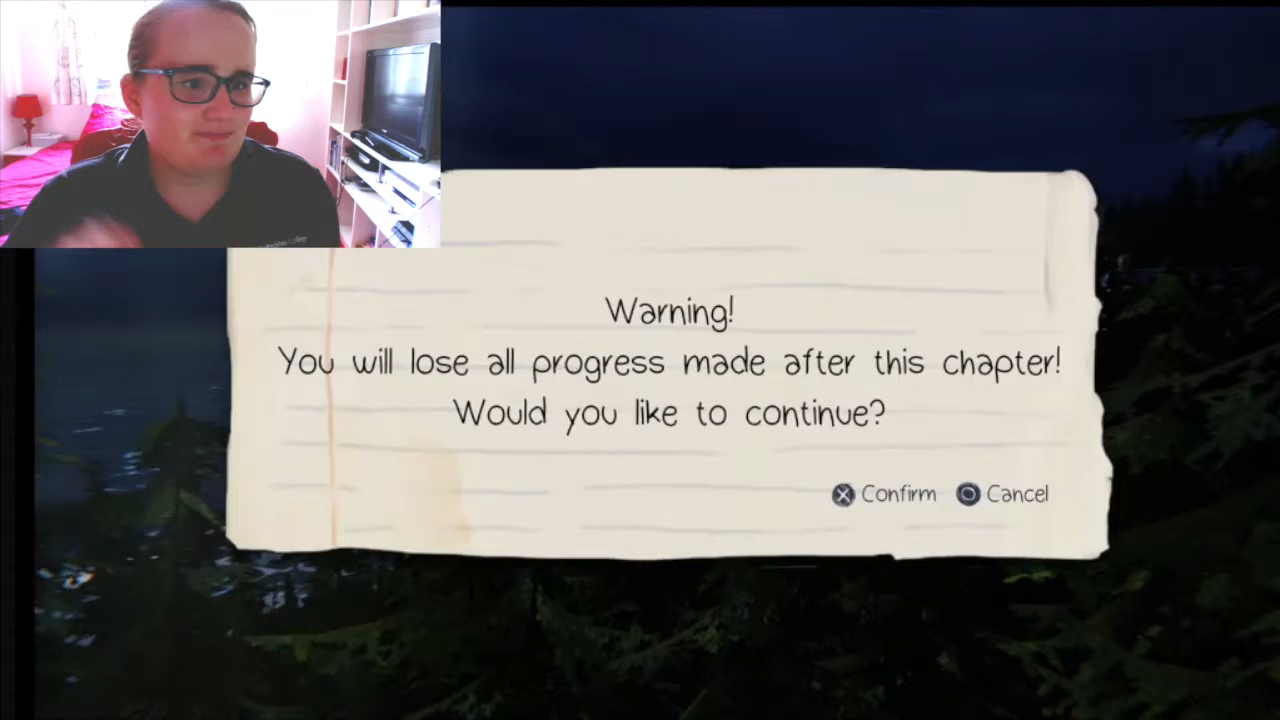 Warning!
You will lose all progress made after this chapter!
Would you like to continue?
Confirm Cancel